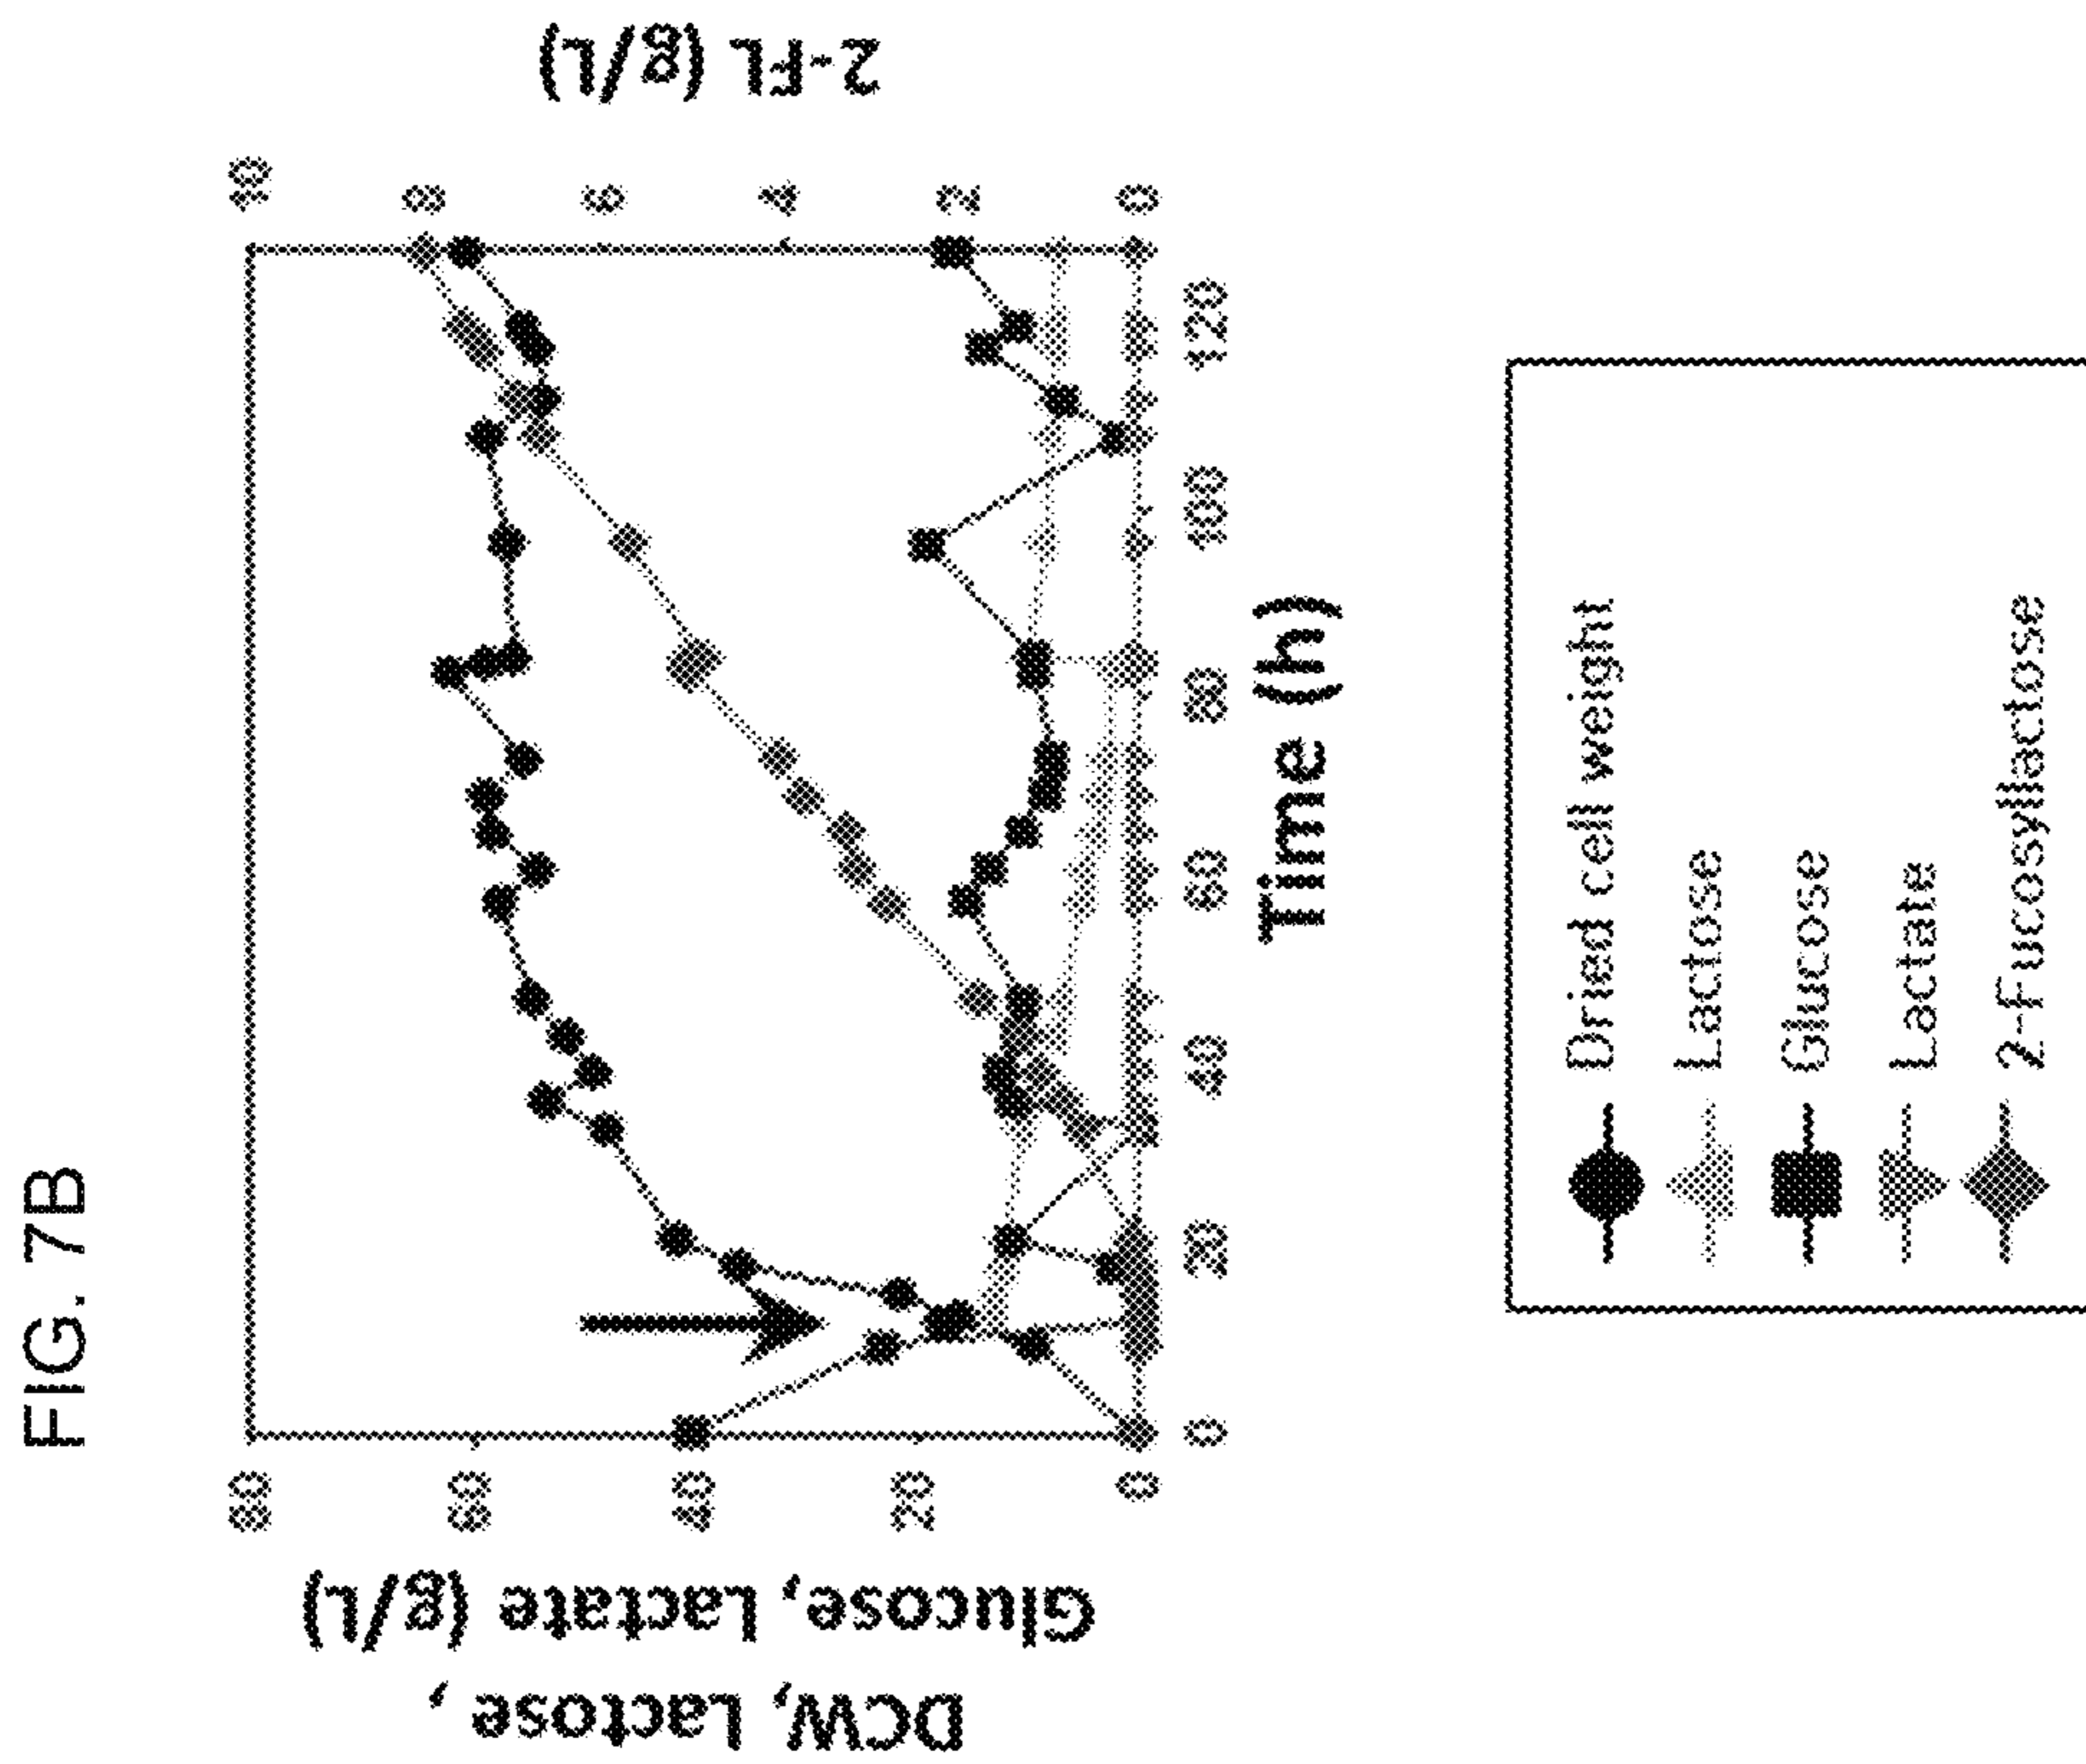 FIG. 7B
DCW, Lactose ,
Glucose, Lactate (g/L)
80
60
40
20
0
2-FL (g/L)
10
8
6
4
2
0
0
20
40
60
80
100
120
Time (h)
Dried cell weight
Lactose
Glucose
Lactate
2-Fucosyllactose